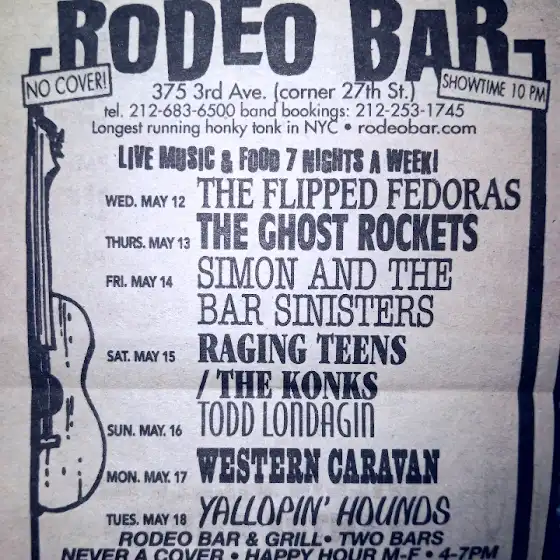 RODEO BAR
NO COVER!
SHOWTIME 10 PM
375 3rd Ave. (corner 27th St.)
tel. 212-683-6500 band bookings: 212-253-1745
Longest running honky tonk in NYC • rodeobar.com
LIVE MUSIC & FOOD 7 NIGHTS A WEEK!
WED. MAY 12 THE FLIPPED FEDORAS
THURS. MAY 13 THE GHOST ROCKETS
FRI. MAY 14 SIMON AND THE
BAR SINISTERS
SAT. MAY 15 RAGING TEENS
/ THE KONKS
SUN. MAY. 16 TODD LONDAGIN
MON. MAY. 17 WESTERN CARAVAN
TUES. MAY 18 YALLOPIN' HOUNDS
RODEO BAR & GRILL • TWO BARS
NEVER A COVER • HAPPY HOUR M-F • 4-7PM